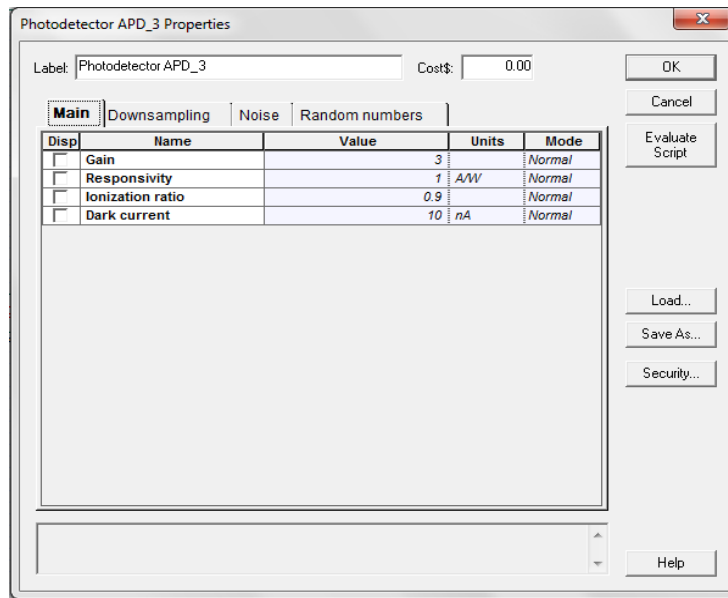 Photodetector APD_3 Properties
Label: Photodetector APD_3 Cost$: 0.00
OK
Cancel
Evaluate
Script
Main Downsampling Noise Random numbers
Disp Name Value Units Mode
Gain 3 Normal
Responsivity 1 A/W Normal
Ionization ratio 0.9 Normal
Dark current 10 nA Normal
Load...
Save As...
Security...
Help